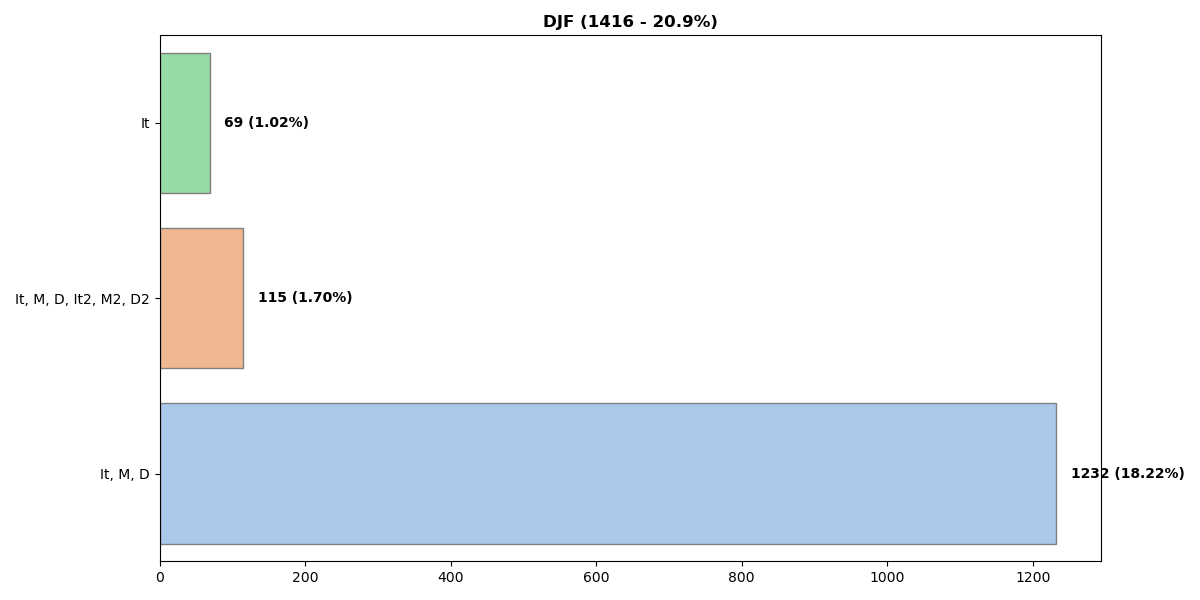 DJF (1416 - 20.9%)
It
69 (1.02%)
It, M, D, It2, M2, D2
115 (1.70%)
It, M, D
1232 (18.22%)
0 200 400 600 800 1000 1200